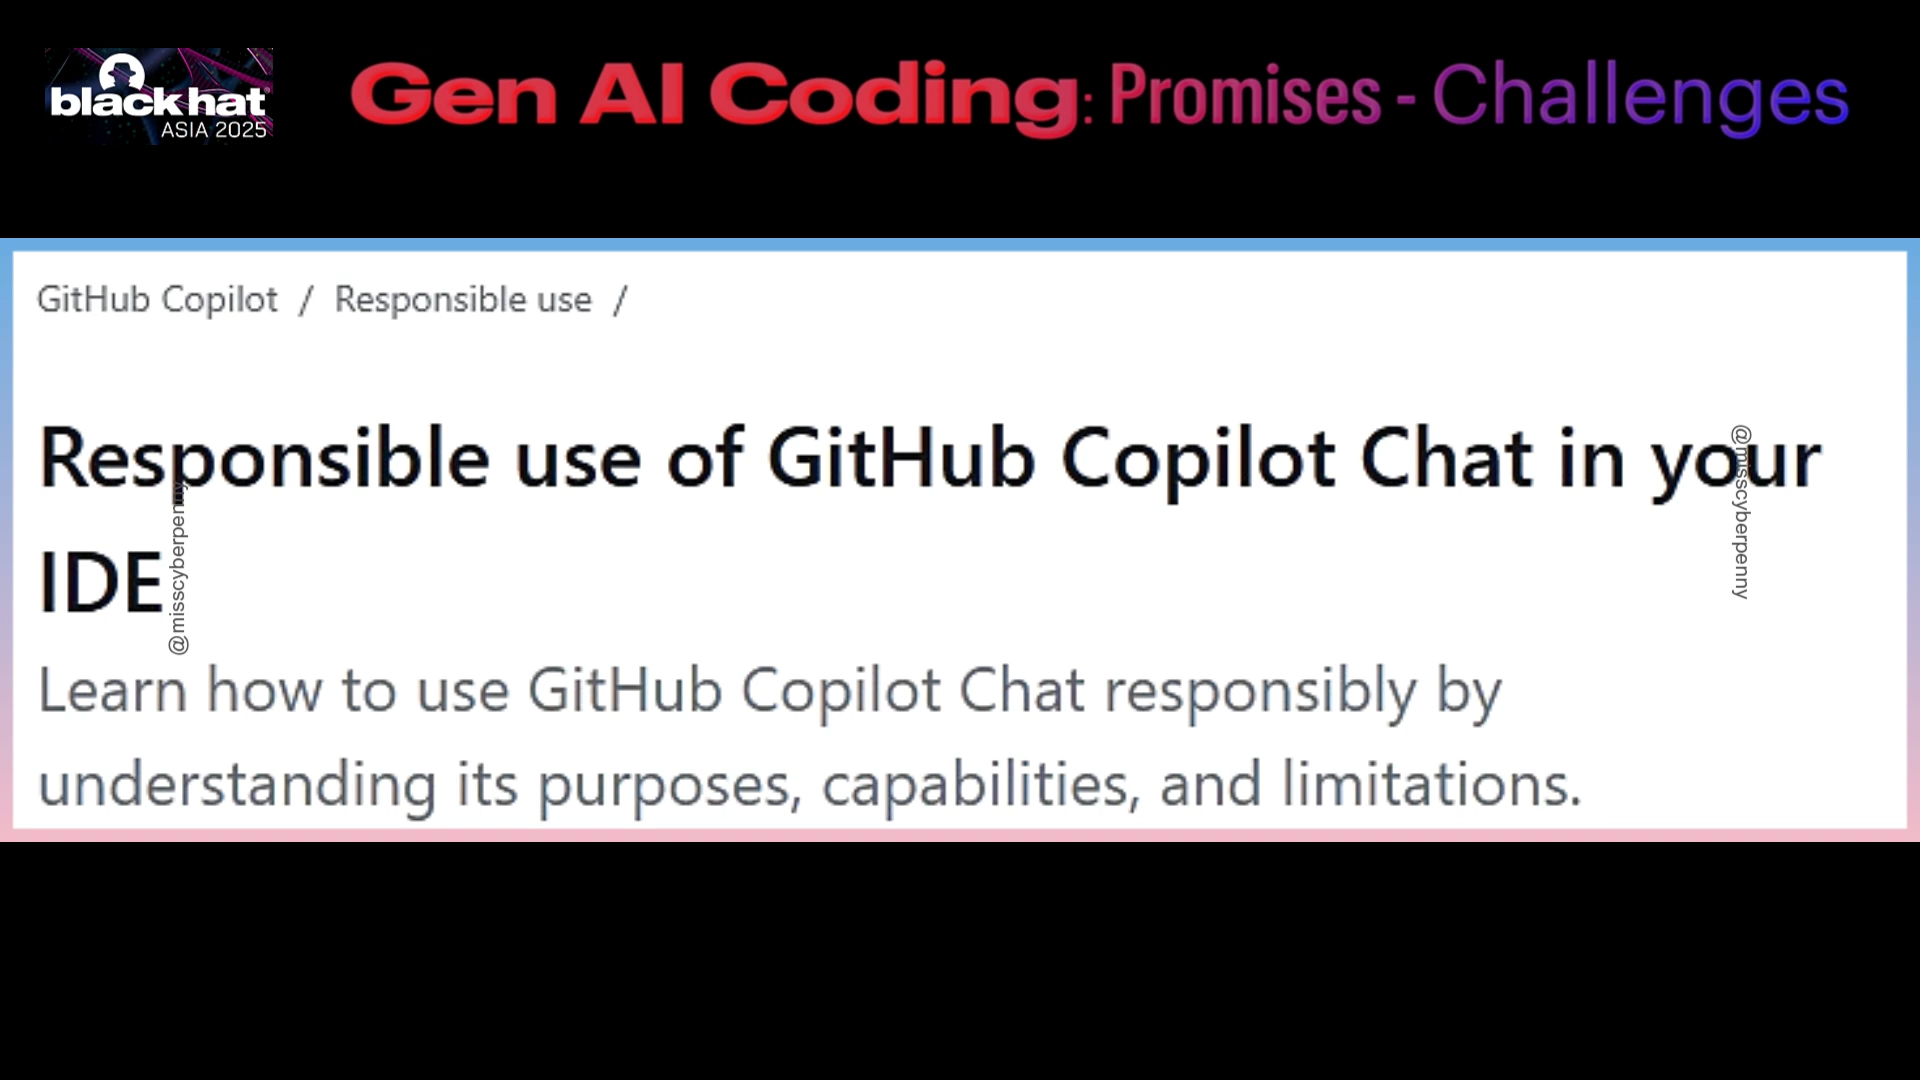 black hat
ASIA 2025
Gen AI Coding: Promises - Challenges
GitHub Copilot / Responsible use /
Responsible use of GitHub Copilot Chat in your
IDE
@misscyberpenny
@misscyberpenny
Learn how to use GitHub Copilot Chat responsibly by
understanding its purposes, capabilities, and limitations.